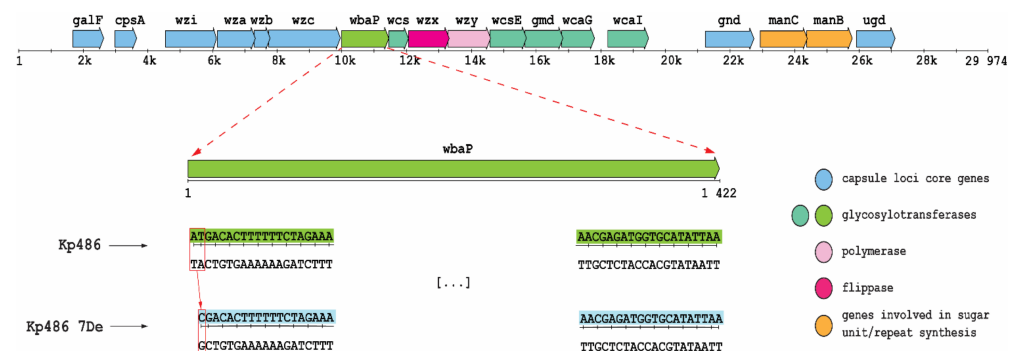 galF cpsA wzi wza wzb wzc wbaP wcs wzx wzy wcsE gmd wcaG wcaI gnd manC manB ugd
1 2k 4k 6k 8k 10k 12k 14k 16k 18k 20k 22k 24k 26k 28k 29 974
wbaP
1 1 422
capsule loci core genes
glycosylotransferases
polymerase
flippase
genes involved in sugar
unit/repeat synthesis
Kp486
ATGACACTTTTTTCTAGAAA AACGAGATGGTGCATATTAA
TACTGTGAAAAAAGATCTTT TTGCTCTACCACGTATAATT
[...]
Kp486 7De
CGACACTTTTTTCTAGAAA AACGAGATGGTGCATATTAA
GCTGTGAAAAAAGATCTTT TTGCTCTACCACGTATAATT